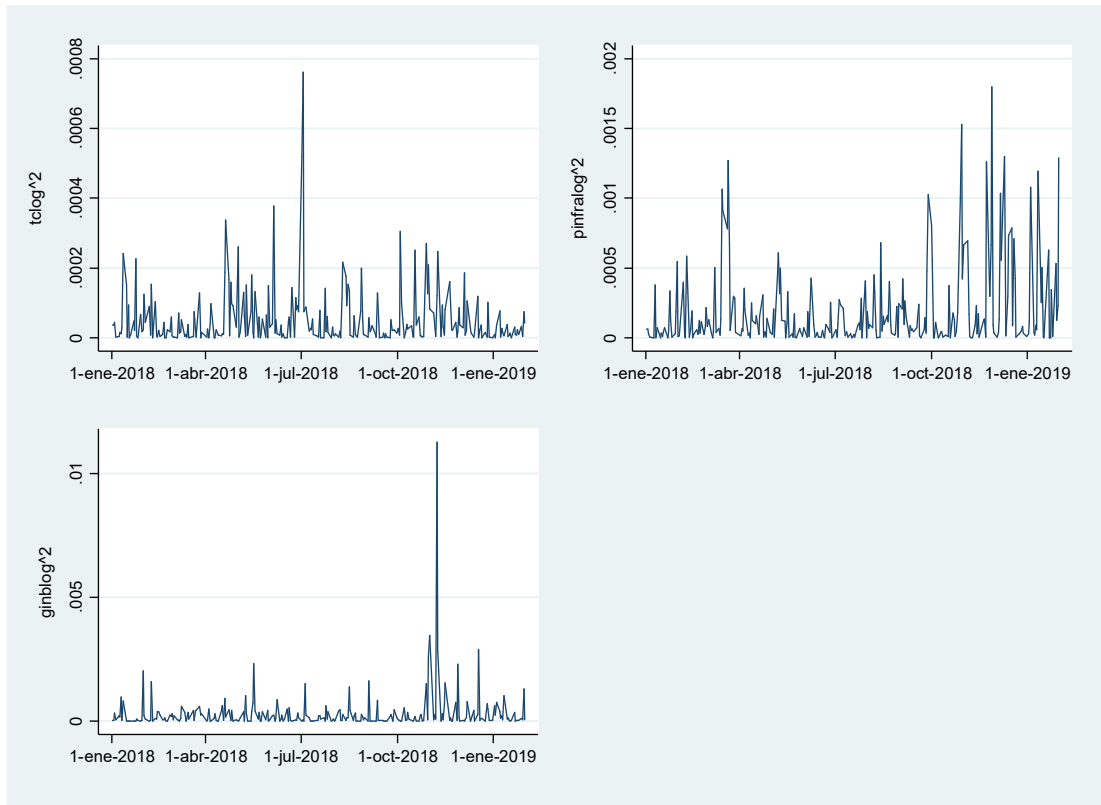 tclog^2
.0008
.0006
.0004
.0002
0
1-ene-2018 1-abr-2018 1-jul-2018 1-oct-2018 1-ene-2019
pinfralog^2
.002
.0015
.001
.0005
0
1-ene-2018 1-abr-2018 1-jul-2018 1-oct-2018 1-ene-2019
ginblog^2
.01
.005
0
1-ene-2018 1-abr-2018 1-jul-2018 1-oct-2018 1-ene-2019